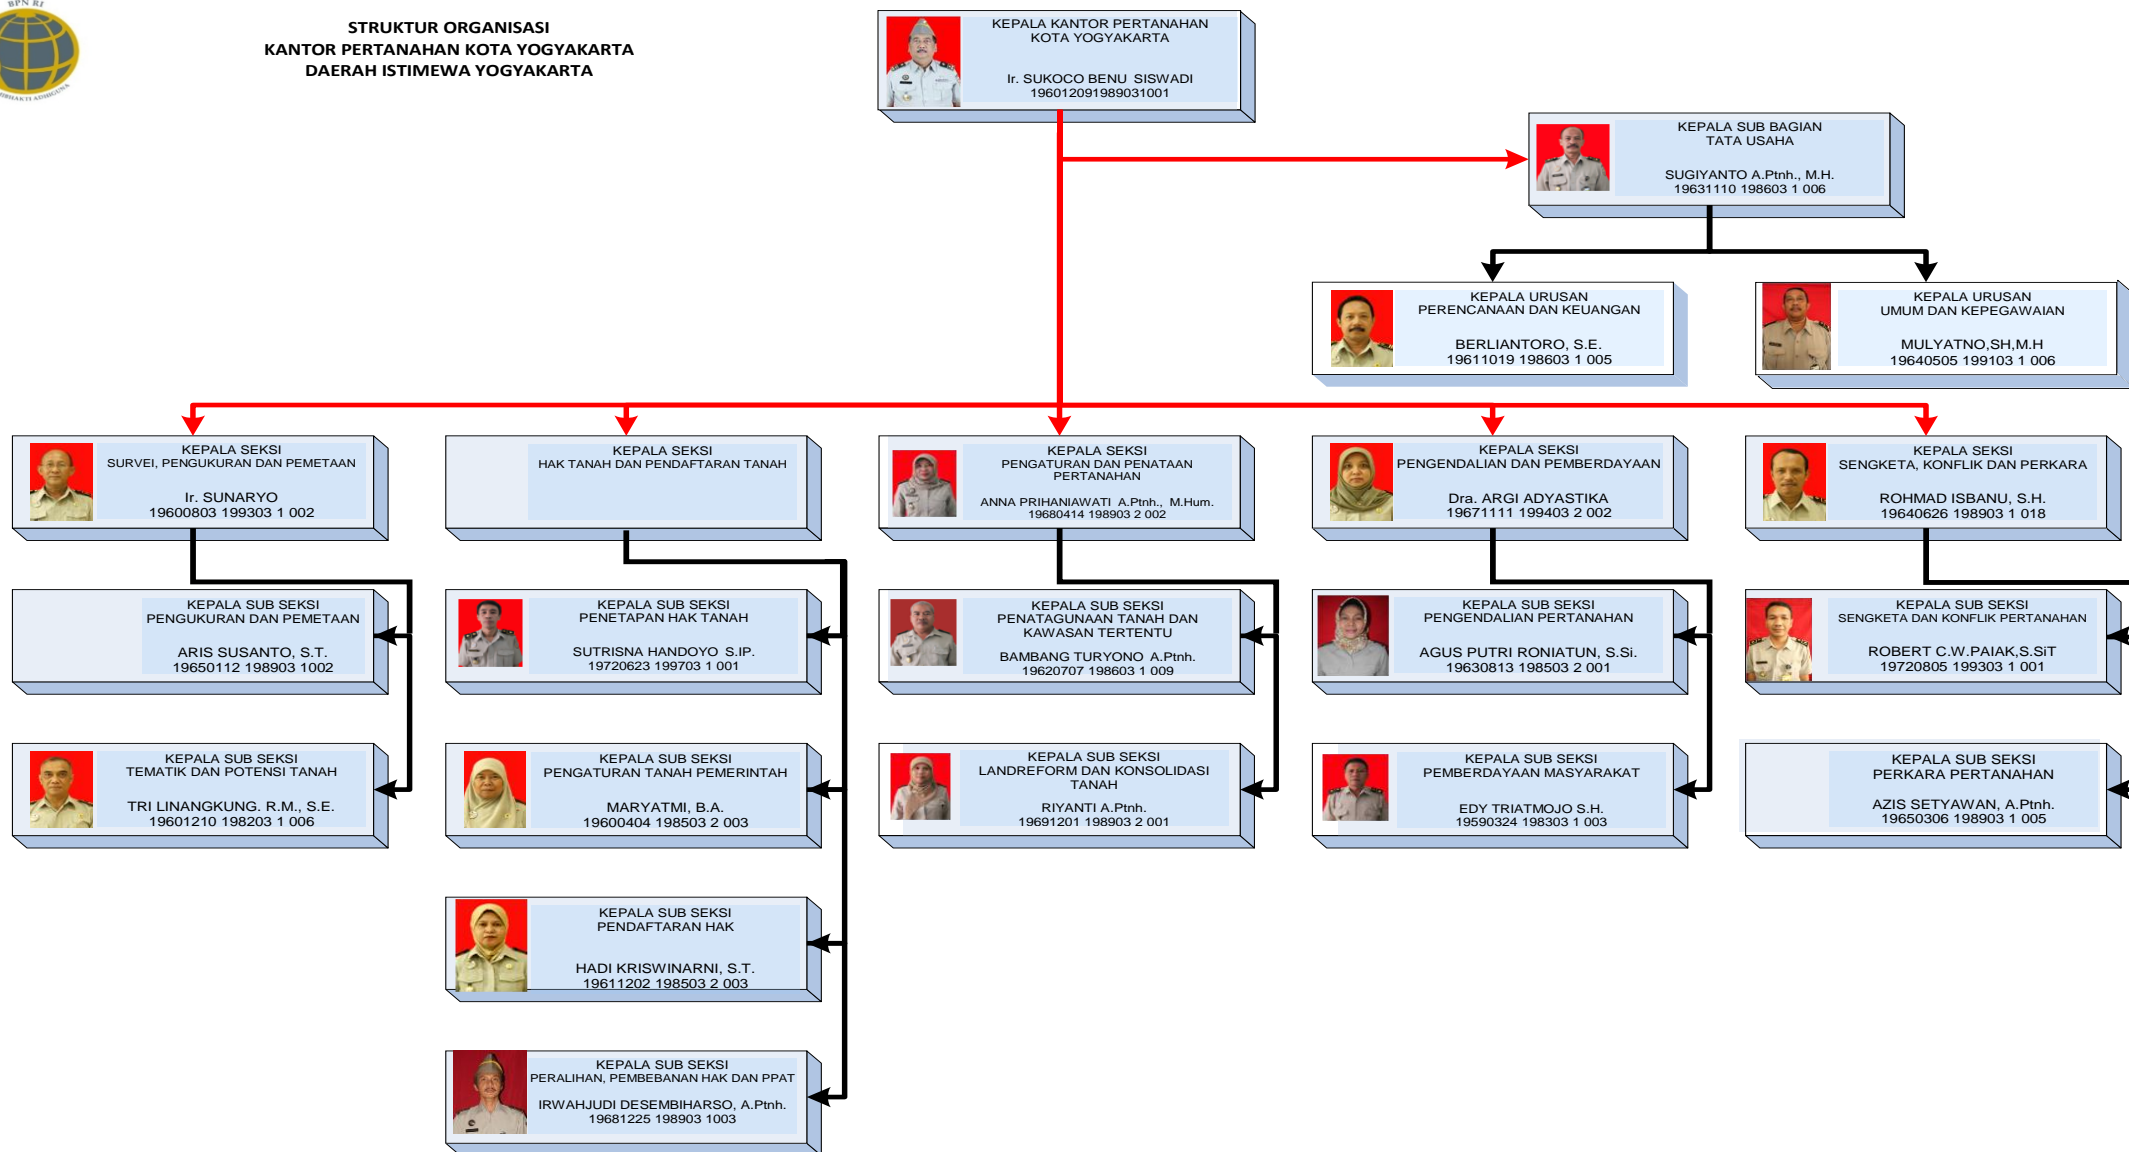 BPN RI
STRUKTUR ORGANISASI
KANTOR PERTANAHAN KOTA YOGYAKARTA
DAERAH ISTIMEWA YOGYAKARTA
KEPALA KANTOR PERTANAHAN
KOTA YOGYAKARTA
Ir. SUKOCO BENU SISWADI
196012091989031001
KEPALA SUB BAGIAN
TATA USAHA
SUGIYANTO A.Ptnh., M.H.
19631110 198603 1 006
KEPALA URUSAN
PERENCANAAN DAN KEUANGAN
BERLIANTORO, S.E.
19611019 198603 1 005
KEPALA URUSAN
UMUM DAN KEPEGAWAIAN
MULYATNO,SH,M.H
19640505 199103 1 006
KEPALA SEKSI
SURVEI, PENGUKURAN DAN PEMETAAN
Ir. SUNARYO
19600803 199303 1 002
KEPALA SEKSI
HAK TANAH DAN PENDAFTARAN TANAH
KEPALA SEKSI
PENGATURAN DAN PENATAAN
PERTANAHAN
ANNA PRIHANIAWATI A.Ptnh., M.Hum.
19680414 198903 2 002
KEPALA SEKSI
PENGENDALIAN DAN PEMBERDAYAAN
Dra. ARGI ADYASTIKA
19671111 199403 2 002
KEPALA SEKSI
SENGKETA, KONFLIK DAN PERKARA
ROHMAD ISBANU, S.H.
19640626 198903 1 018
KEPALA SUB SEKSI
PENGUKURAN DAN PEMETAAN
ARIS SUSANTO, S.T.
19650112 198903 1002
KEPALA SUB SEKSI
PENETAPAN HAK TANAH
SUTRISNA HANDOYO S.IP.
19720623 199703 1 001
KEPALA SUB SEKSI
PENATAGUNAAN TANAH DAN
KAWASAN TERTENTU
BAMBANG TURYONO A.Ptnh.
19620707 198603 1 009
KEPALA SUB SEKSI
PENGENDALIAN PERTANAHAN
AGUS PUTRI RONIATUN, S.Si.
19630813 198503 2 001
KEPALA SUB SEKSI
SENGKETA DAN KONFLIK PERTANAHAN
ROBERT C.W.PAIAK,S.SiT
19720805 199303 1 001
KEPALA SUB SEKSI
TEMATIK DAN POTENSI TANAH
TRI LINANGKUNG. R.M., S.E.
19601210 198203 1 006
KEPALA SUB SEKSI
PENGATURAN TANAH PEMERINTAH
MARYATMI, B.A.
19600404 198503 2 003
KEPALA SUB SEKSI
LANDREFORM DAN KONSOLIDASI
TANAH
RIYANTI A.Ptnh.
19691201 198903 2 001
KEPALA SUB SEKSI
PEMBERDAYAAN MASYARAKAT
EDY TRIATMOJO S.H.
19590324 198303 1 003
KEPALA SUB SEKSI
PERKARA PERTANAHAN
AZIS SETYAWAN, A.Ptnh.
19650306 198903 1 005
KEPALA SUB SEKSI
PENDAFTARAN HAK
HADI KRISWINARNI, S.T.
19611202 198503 2 003
KEPALA SUB SEKSI
PERALIHAN, PEMBEBANAN HAK DAN PPAT
IRWAHJUDI DESEMBIHARSO, A.Ptnh.
19681225 198903 1003